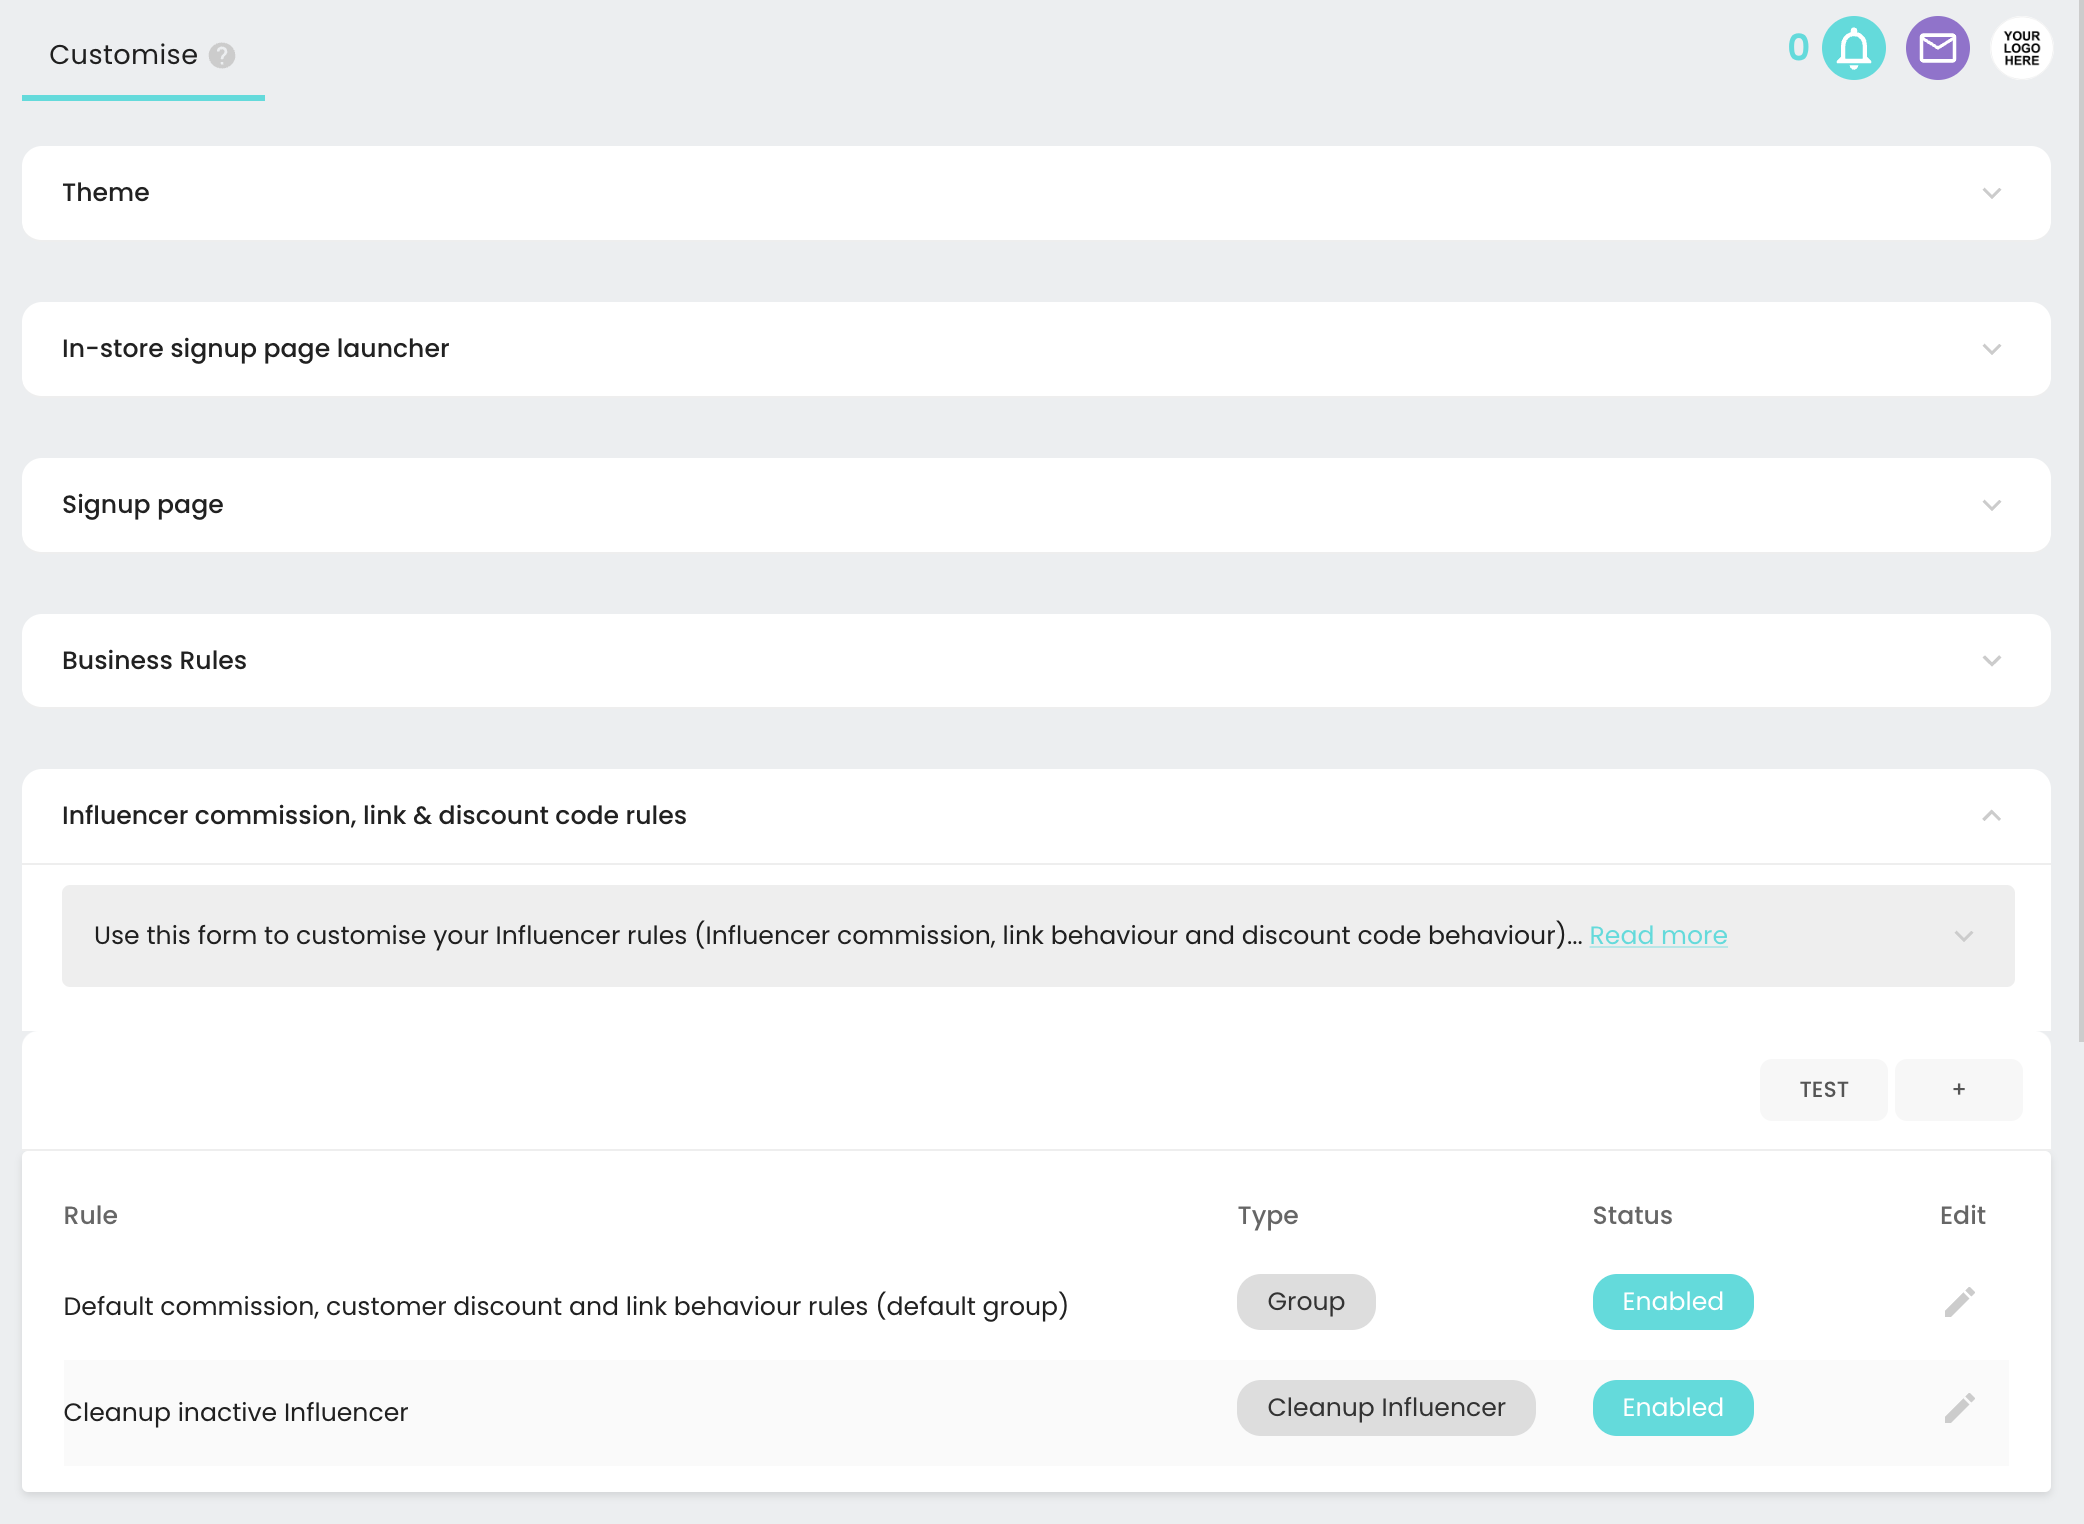 Customise ?
0
YOUR
LOGO
HERE
Theme
In-store signup page launcher
Signup page
Business Rules
Influencer commission, link & discount code rules
Use this form to customise your Influencer rules (Influencer commission, link behaviour and discount code behaviour)... Read more
TEST +
Rule Type Status Edit
Default commission, customer discount and link behaviour rules (default group) Group Enabled
Cleanup inactive Influencer Cleanup Influencer Enabled